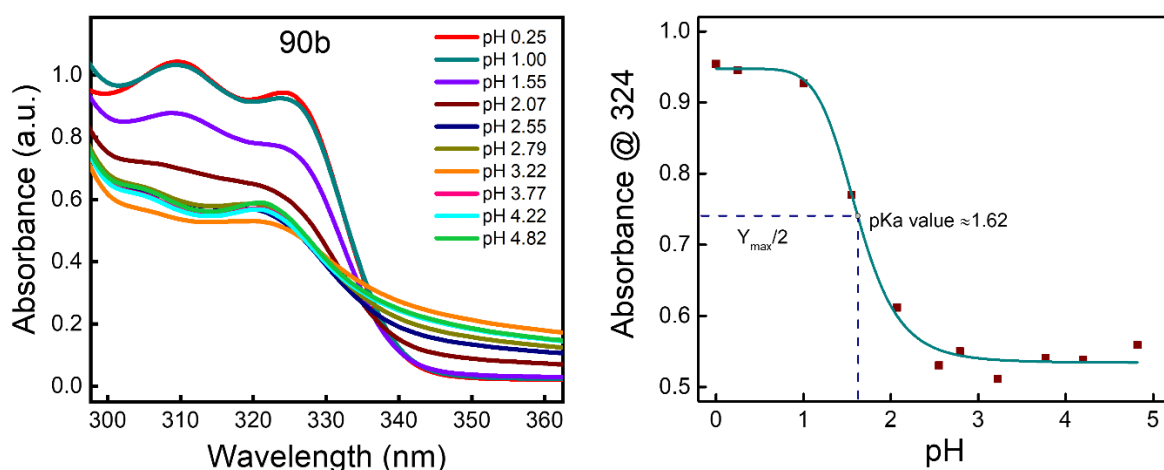 90b
pH 0.25
pH 1.00
pH 1.55
pH 2.07
pH 2.55
pH 2.79
pH 3.22
pH 3.77
pH 4.22
pH 4.82
Absorbance (a.u.)
1.0
0.8
0.6
0.4
0.2
0.0
300 310 320 330 340 350 360
Wavelength (nm)
Absorbance @ 324
1.0
0.9
0.8
0.7
0.6
0.5
pKa value ≈1.62
Ymax/2
0 1 2 3 4 5
pH